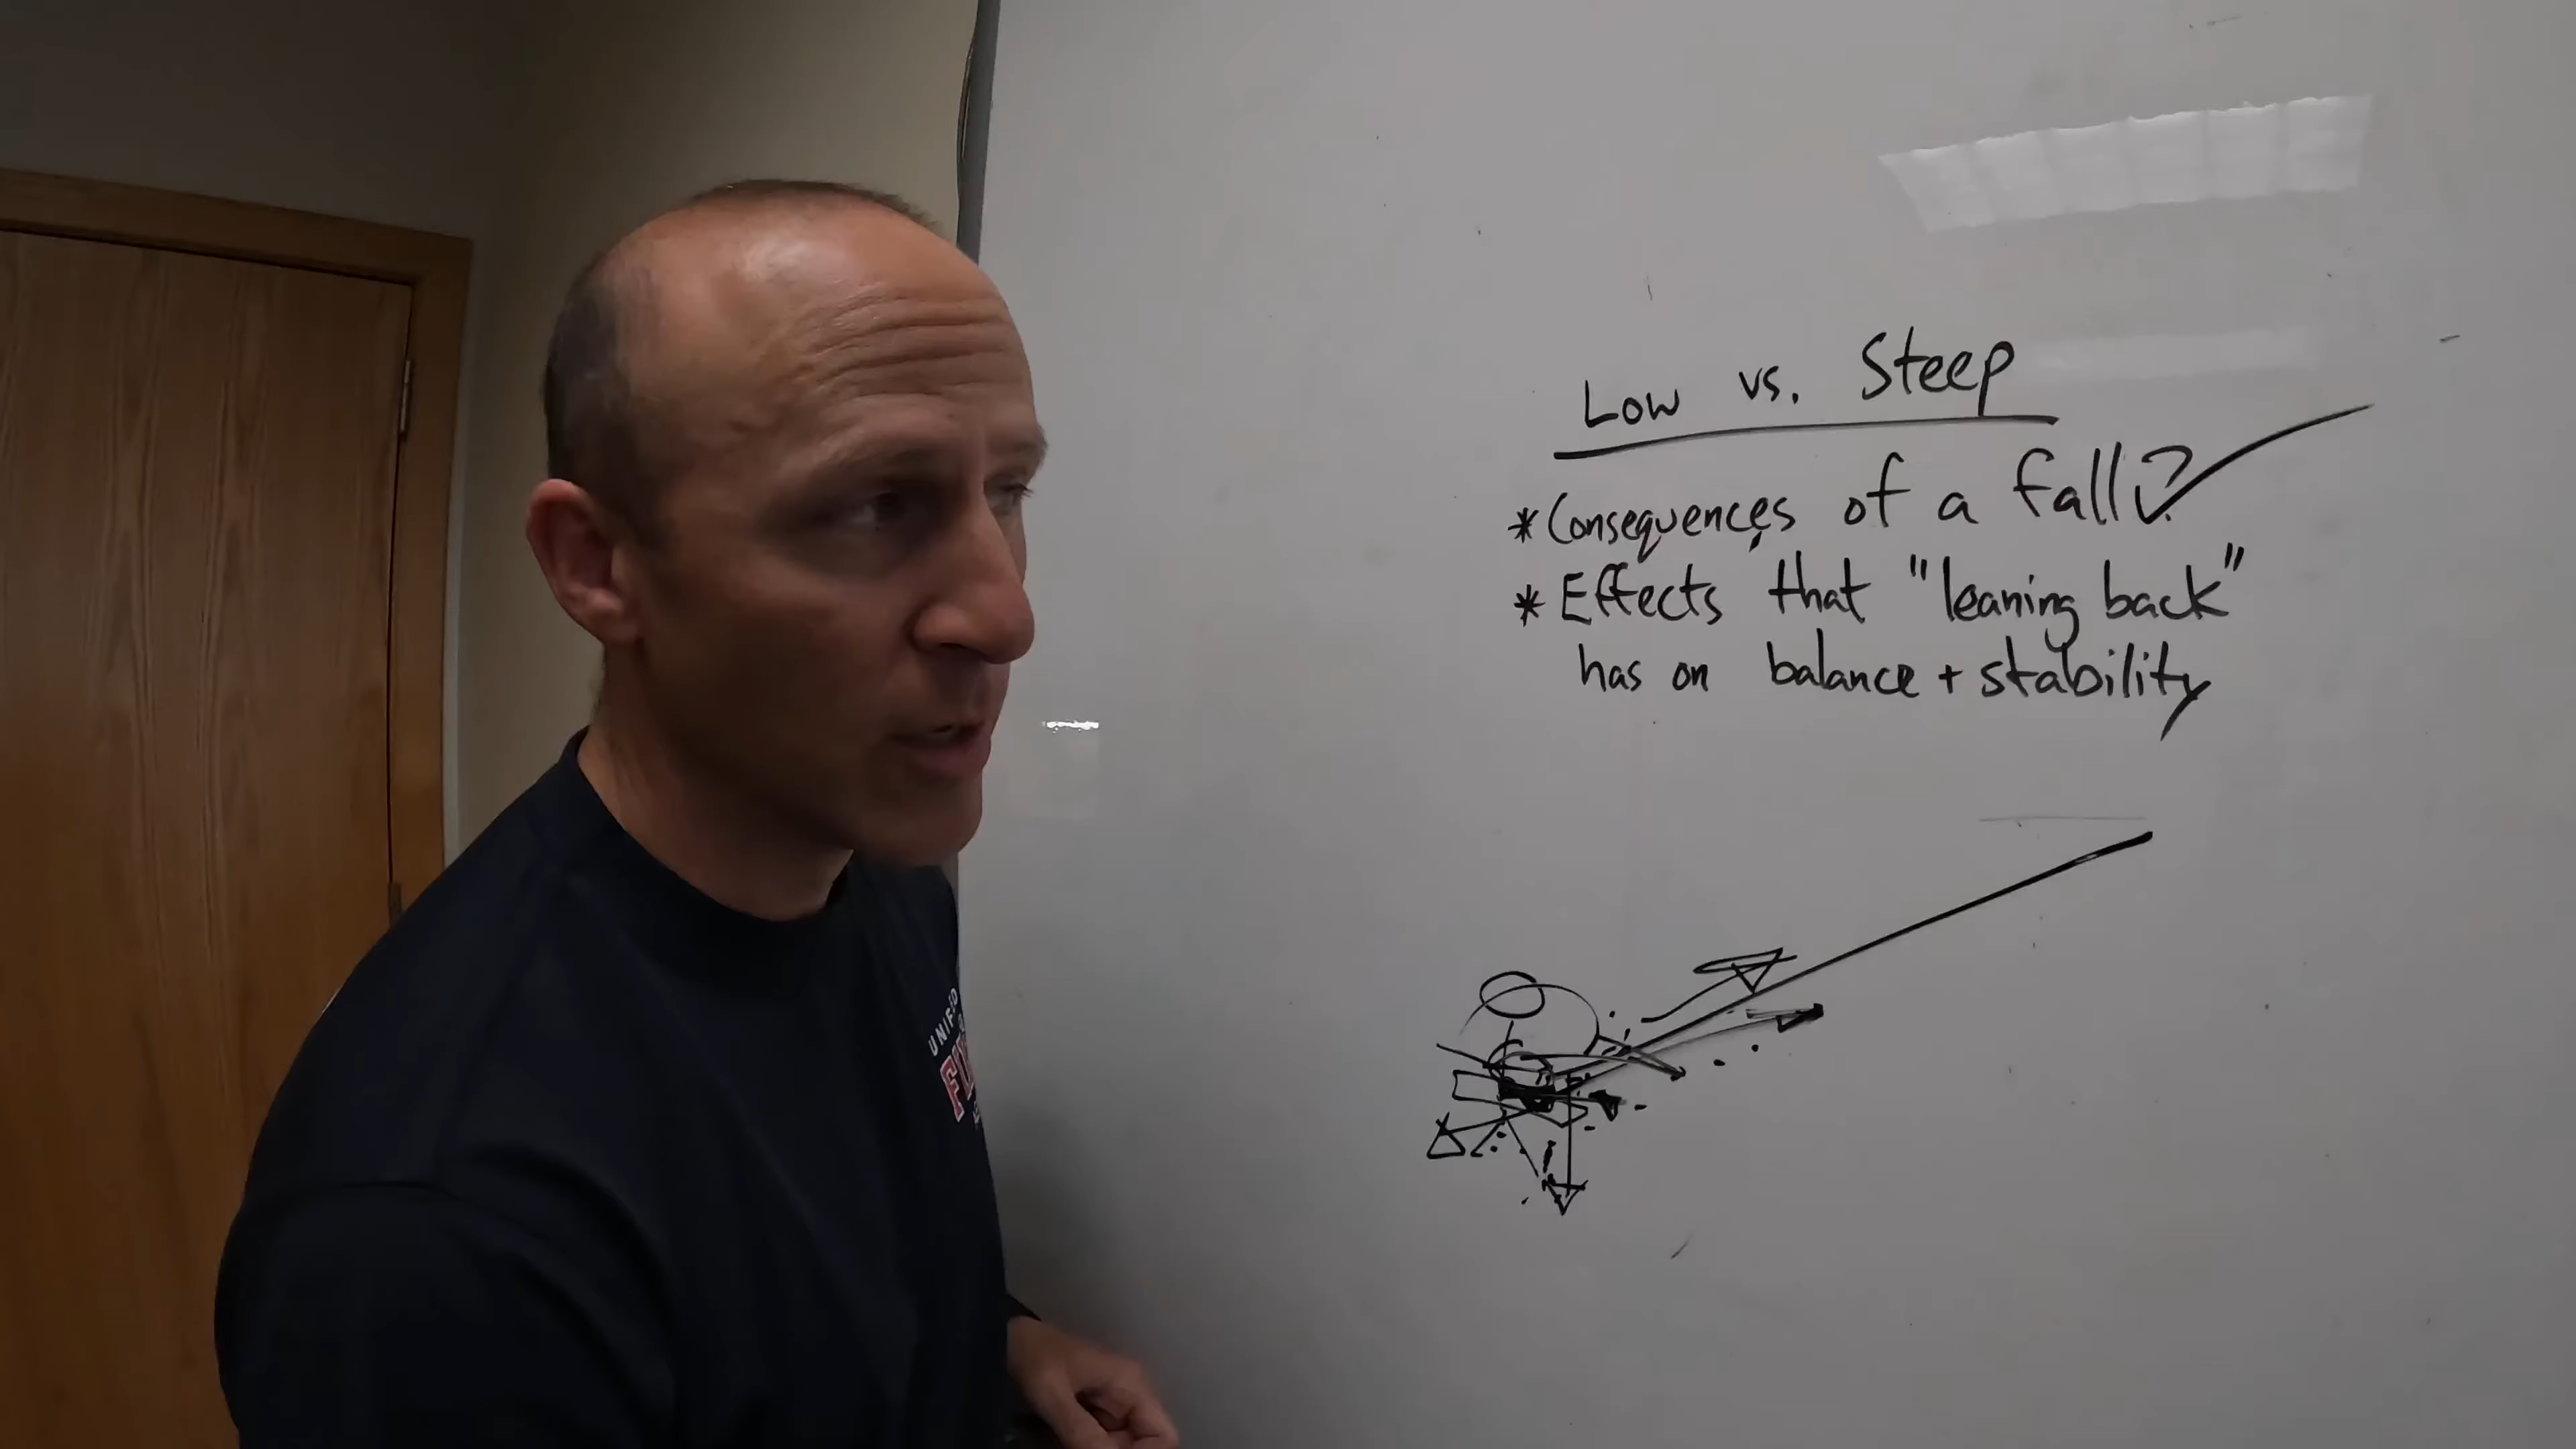 Low vs. Steep
* Consequences of a fall?
* Effects that "leaning back"
has on balance + stability